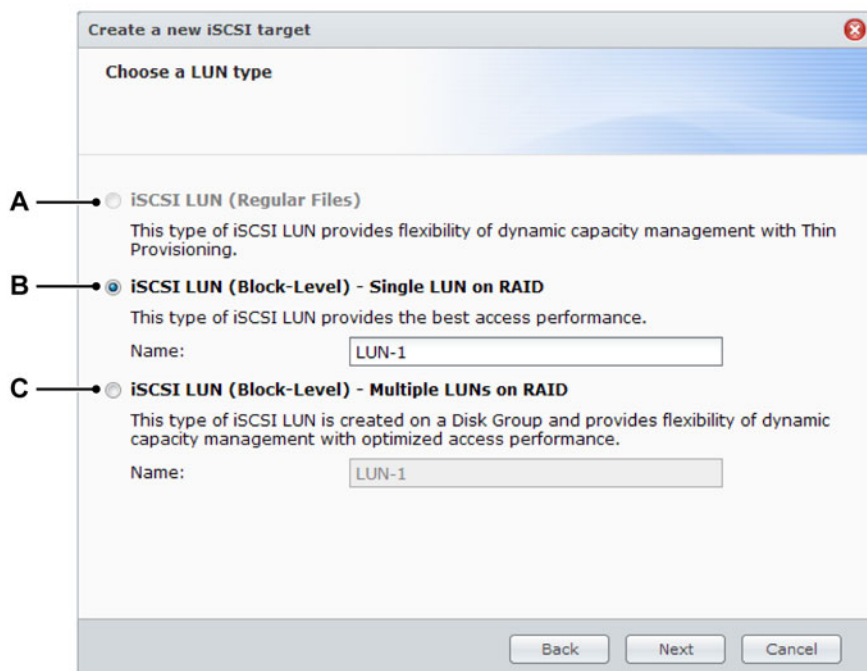 Create a new iSCSI target
Choose a LUN type
A
iSCSI LUN (Regular Files)
This type of iSCSI LUN provides flexibility of dynamic capacity management with Thin
Provisioning.
B
iSCSI LUN (Block-Level) - Single LUN on RAID
This type of iSCSI LUN provides the best access performance.
Name: LUN-1
C
iSCSI LUN (Block-Level) - Multiple LUNs on RAID
This type of iSCSI LUN is created on a Disk Group and provides flexibility of dynamic
capacity management with optimized access performance.
Name: LUN-1
Back Next Cancel